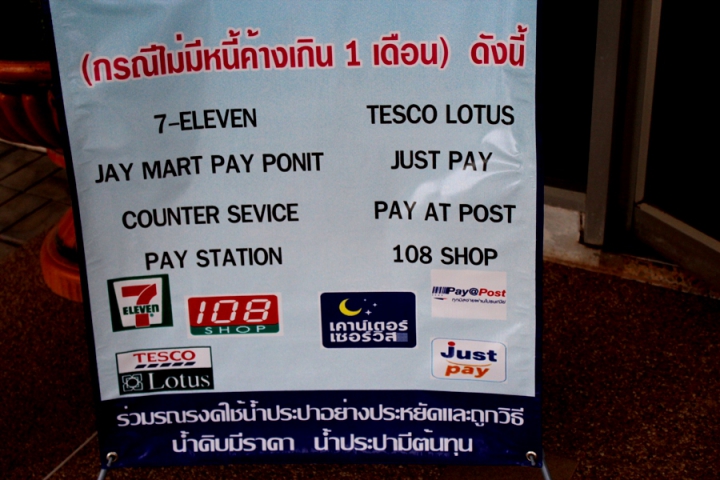 (กรณีไม่มีหนี้ค้างเกิน 1 เดือน) ดังนี้
7-ELEVEN TESCO LOTUS
JAY MART PAY PONIT JUST PAY
COUNTER SEVICE PAY AT POST
PAY STATION 108 SHOP
7 ELEVEN
108 SHOP
เคาน์เตอร์
เซอร์วิส
Pay@Post
TESCO
Lotus
Just
pay
ร่วมรณรงค์ใช้น้ำประปาอย่างประหยัดและถูกวิธี
น้ำดิบมีราคา น้ำประปามีต้นทุน